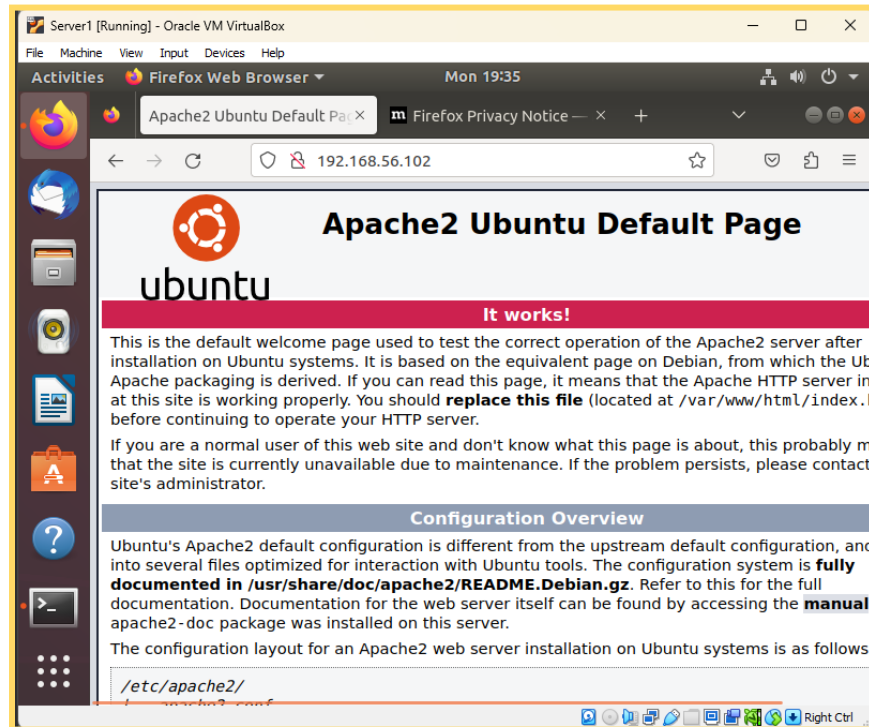 Server1 [Running] - Oracle VM VirtualBox
File Machine View Input Devices Help
Activities Firefox Web Browser Mon 19:35
Apache2 Ubuntu Default Pag × m Firefox Privacy Notice — × +
192.168.56.102
ubuntu
Apache2 Ubuntu Default Page
It works!
This is the default welcome page used to test the correct operation of the Apache2 server after
installation on Ubuntu systems. It is based on the equivalent page on Debian, from which the Ub
Apache packaging is derived. If you can read this page, it means that the Apache HTTP server in
at this site is working properly. You should replace this file (located at /var/www/html/index.
before continuing to operate your HTTP server.
If you are a normal user of this web site and don't know what this page is about, this probably m
that the site is currently unavailable due to maintenance. If the problem persists, please contact
site's administrator.
Configuration Overview
Ubuntu's Apache2 default configuration is different from the upstream default configuration, and
into several files optimized for interaction with Ubuntu tools. The configuration system is fully
documented in /usr/share/doc/apache2/README.Debian.gz. Refer to this for the full
documentation. Documentation for the web server itself can be found by accessing the manual
apache2-doc package was installed on this server.
The configuration layout for an Apache2 web server installation on Ubuntu systems is as follows
/etc/apache2/
Right Ctrl